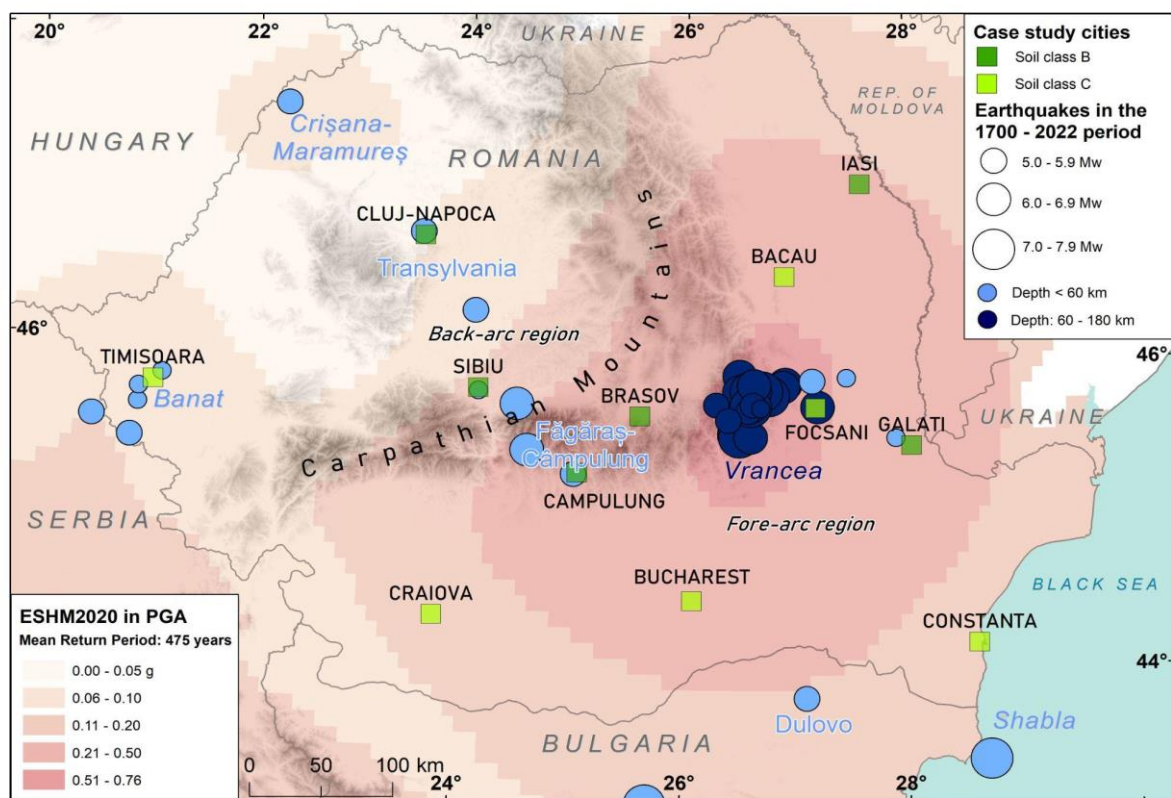 20°
22°
24°
UKRAINE
26°
28°
Case study cities
Soil class B
Soil class C
Earthquakes in the
1700 - 2022 period
5.0 - 5.9 Mw
6.0 - 6.9 Mw
7.0 - 7.9 Mw
Depth < 60 km
Depth: 60 - 180 km
REP. OF
MOLDOVA
HUNGARY
Crișana-
Maramureș
ROMANIA
IASI
CLUJ-NAPOCA
Transylvania
BACAU
Carpathian Mountains
Back-arc region
46°
46°
TIMISOARA
Banat
SIBIU
BRASOV
Făgăraș-
Câmpulung
CAMPULUNG
FOCSANI
GALATI
UKRAINE
Vrancea
SERBIA
Fore-arc region
CRAIOVA
BUCHAREST
BLACK SEA
CONSTANTA
44°
Dulovo
Shabla
BULGARIA
ESHM2020 in PGA
Mean Return Period: 475 years
0.00 - 0.05 g
0.06 - 0.10
0.11 - 0.20
0.21 - 0.50
0.51 - 0.76
0 50 100 km
24°
26°
28°